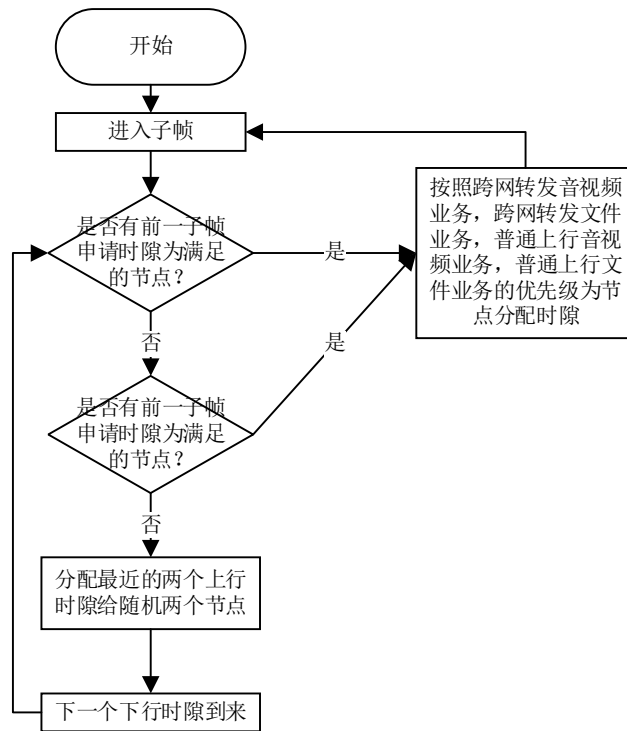 开始
进入子帧
是否有前一子帧
申请时隙为满足
的节点？
是
按照跨网转发音视频
业务，跨网转发文件
业务，普通上行音视
频业务，普通上行文
件业务的优先级为节
点分配时隙
否
是
是否有前一子帧
申请时隙为满足
的节点？
否
分配最近的两个上行
时隙给随机两个节点
下一个下行时隙到来